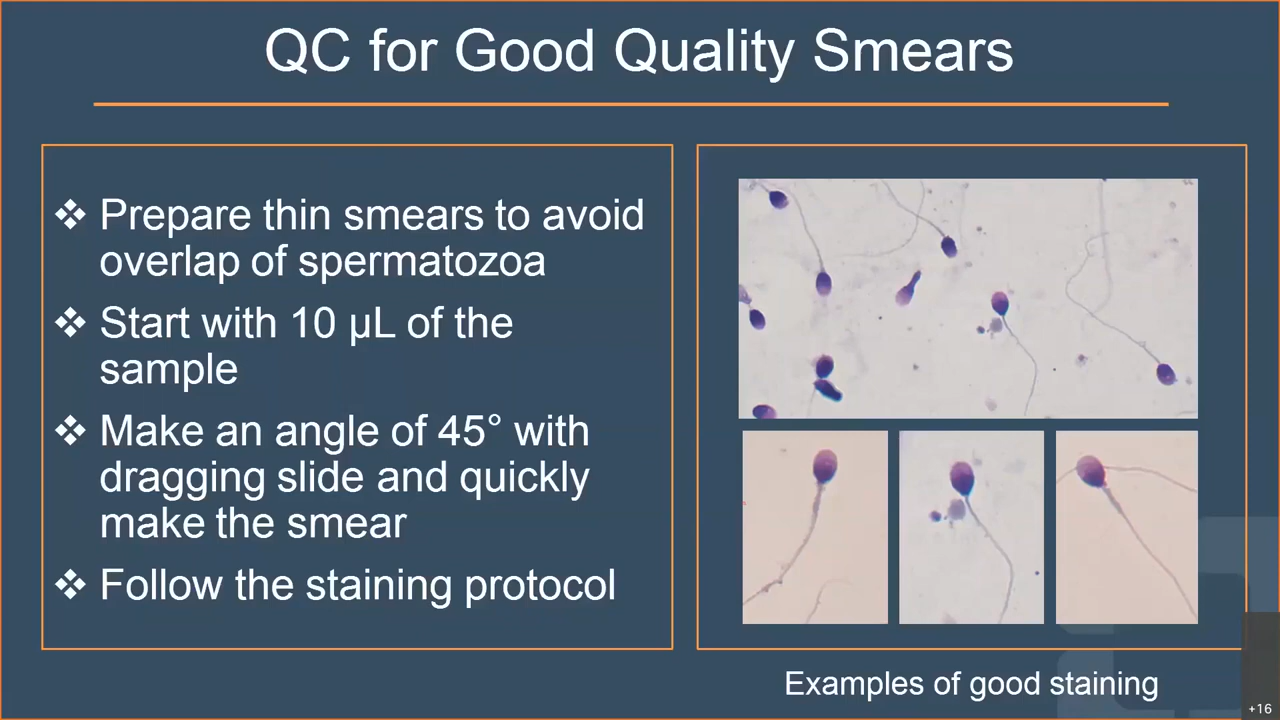 QC for Good Quality Smears
❖ Prepare thin smears to avoid
overlap of spermatozoa
❖ Start with 10 µL of the
sample
❖ Make an angle of 45° with
dragging slide and quickly
make the smear
❖ Follow the staining protocol
Examples of good staining
+16